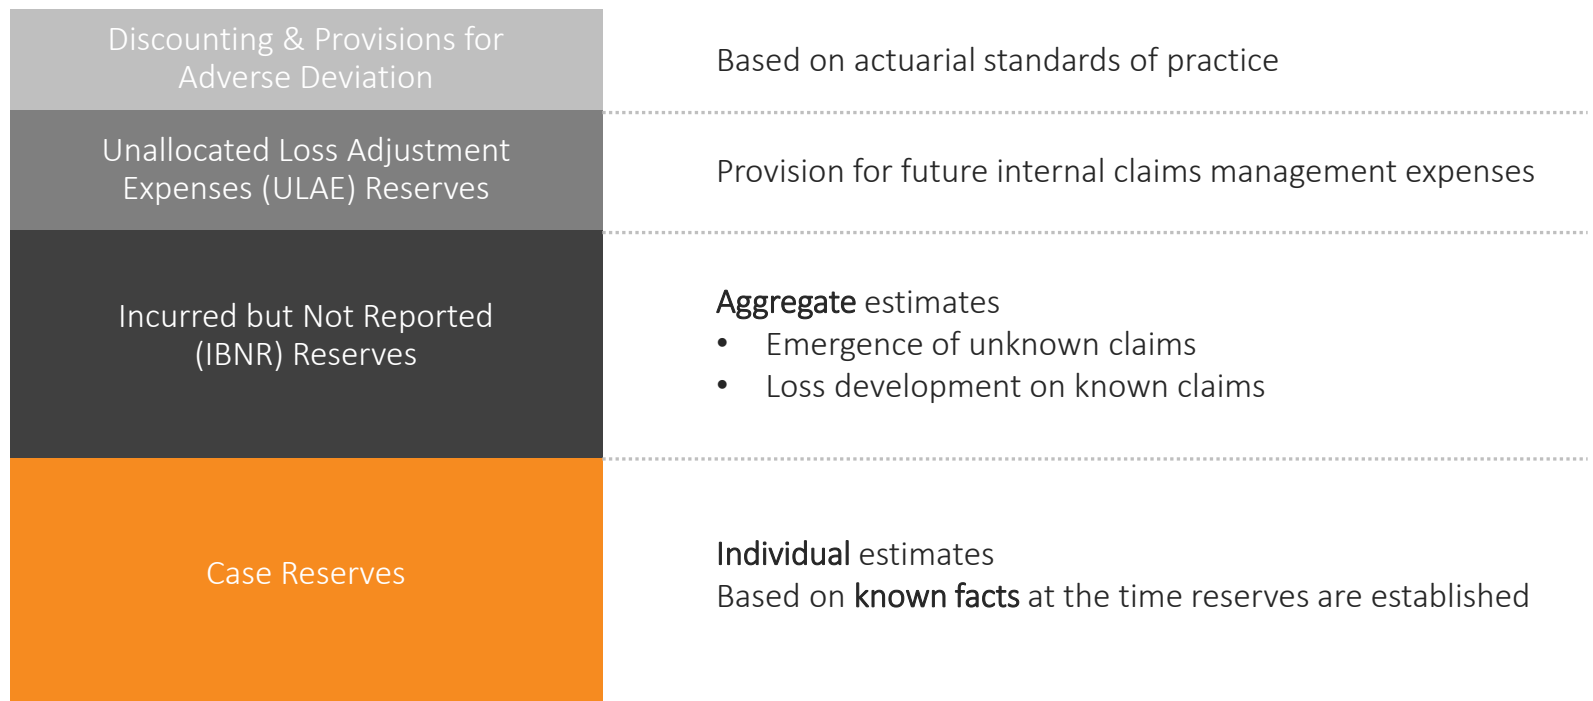 Discounting & Provisions for
Adverse Deviation
Based on actuarial standards of practice
Unallocated Loss Adjustment
Expenses (ULAE) Reserves
Provision for future internal claims management expenses
Incurred but Not Reported
(IBNR) Reserves
Aggregate estimates
• Emergence of unknown claims
• Loss development on known claims
Case Reserves
Individual estimates
Based on known facts at the time reserves are established